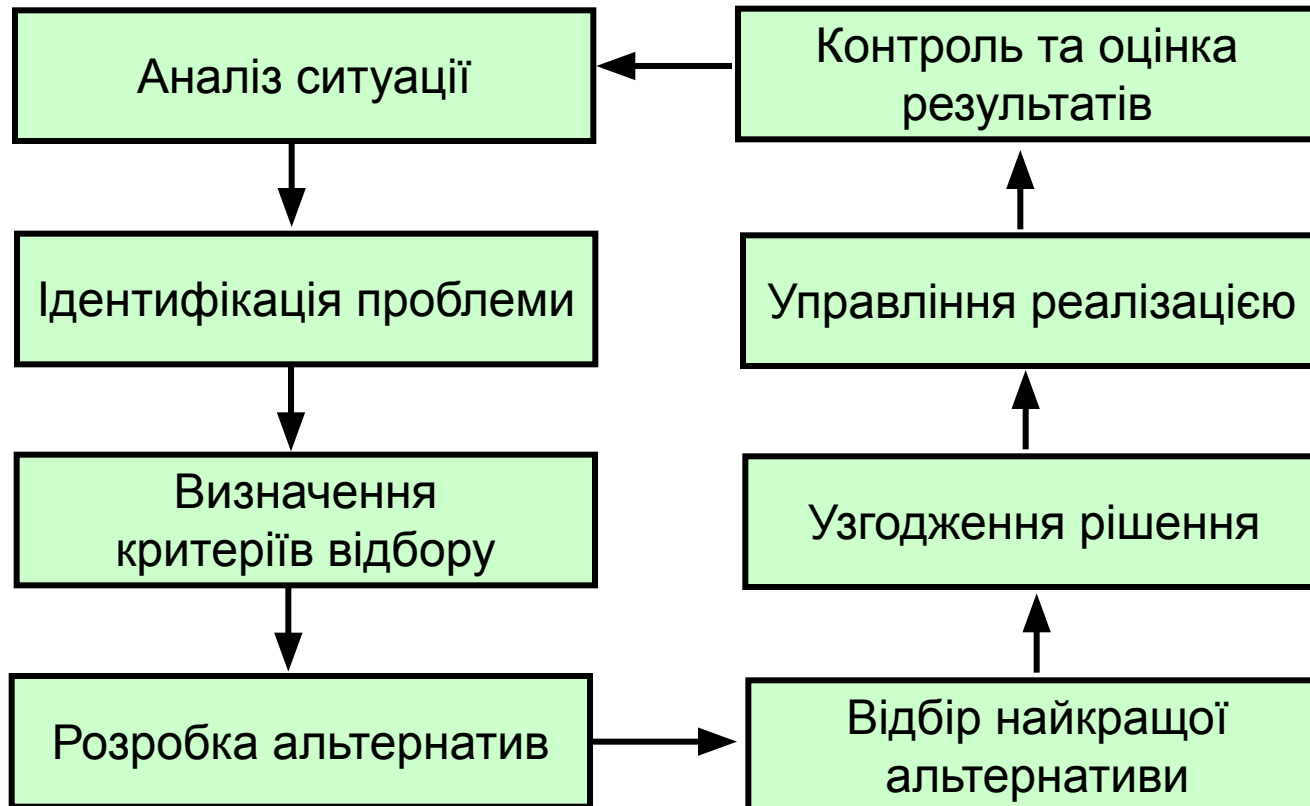 Аналіз ситуації
Ідентифікація проблеми
Визначення
критеріїв відбору
Розробка альтернатив
Відбір найкращої
альтернативи
Узгодження рішення
Управління реалізацією
Контроль та оцінка
результатів